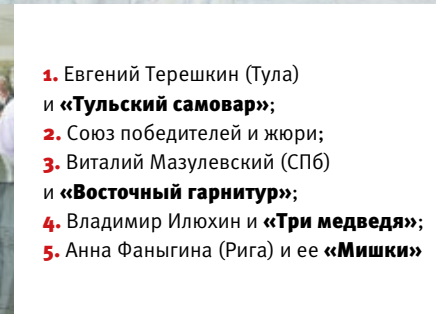 1. Евгений Терешкин (Тула)
и «Тульский самовар»;
2. Союз победителей и жюри;
3. Виталий Мазулевский (СПб)
и «Восточный гарнитур»;
4. Владимир Илюхин и «Три медведя»;
5. Анна Фаныгина (Рига) и ее «Мишки»